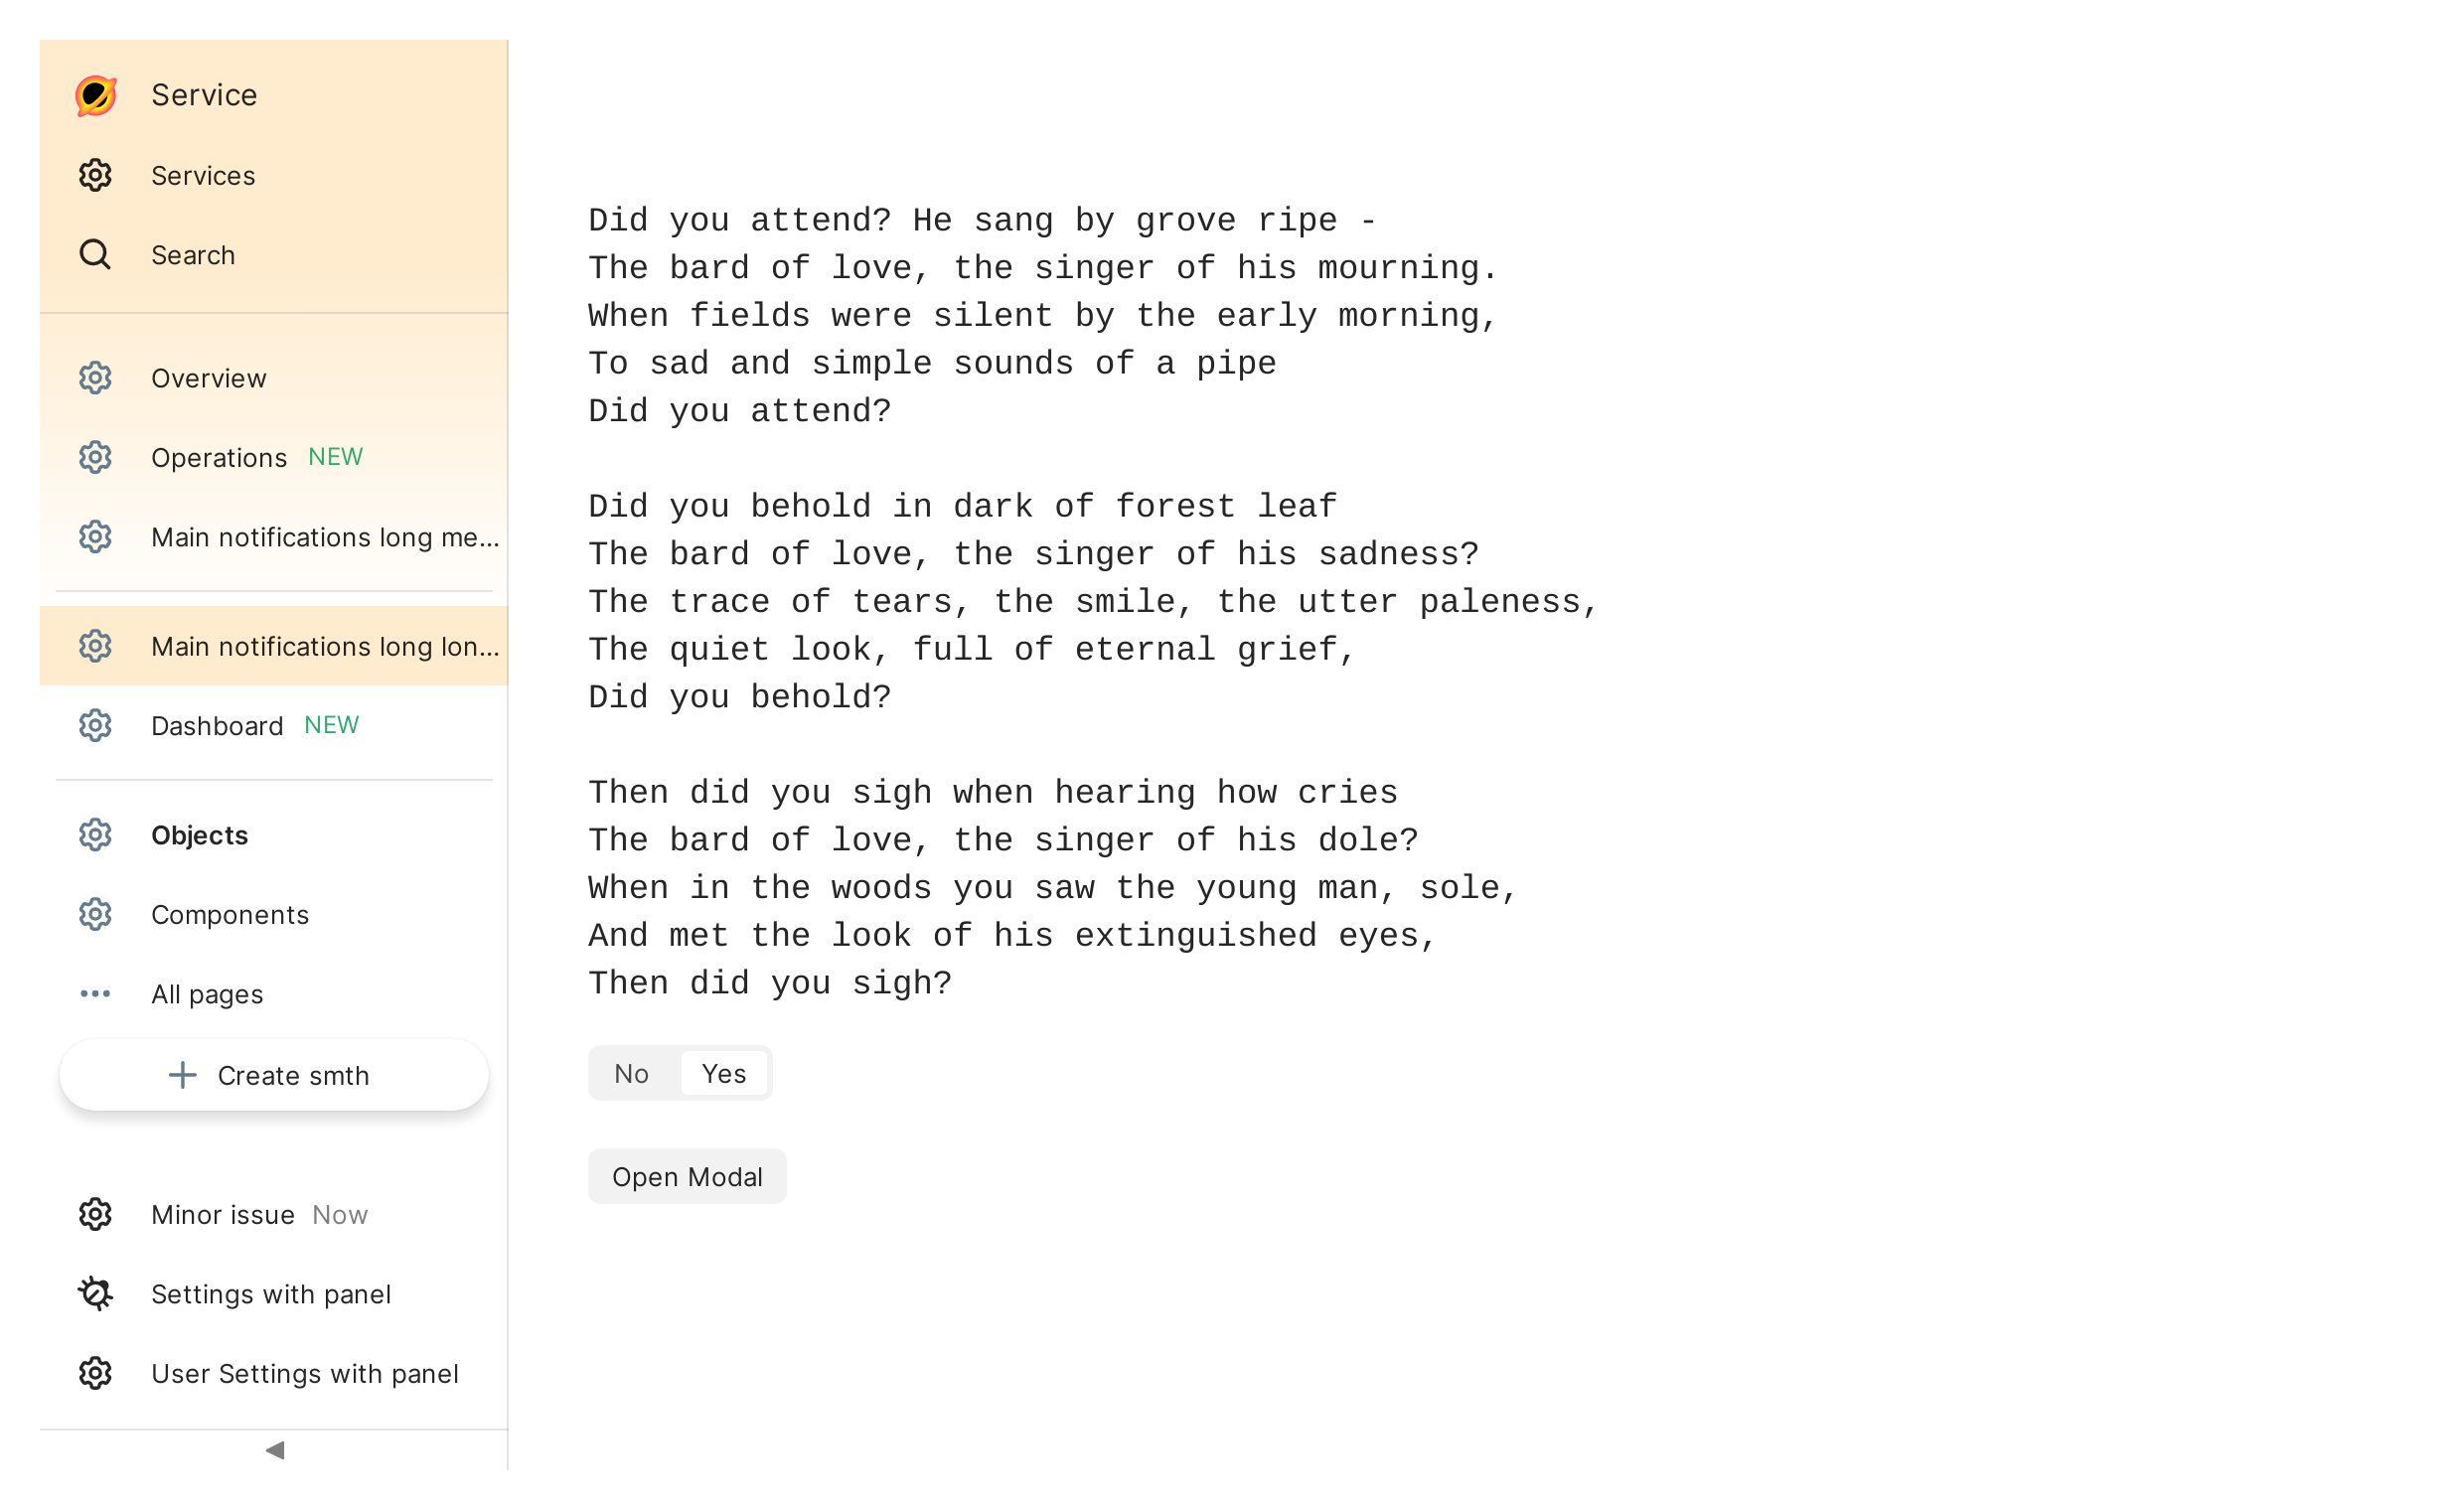 Service
Services
Search
Overview
Operations NEW
Main notifications long me...
Main notifications long lon...
Dashboard NEW
Objects
Components
All pages
Create smth
Minor issue Now
Settings with panel
User Settings with panel
Did you attend? He sang by grove ripe -
The bard of love, the singer of his mourning.
When fields were silent by the early morning,
To sad and simple sounds of a pipe
Did you attend?
Did you behold in dark of forest leaf
The bard of love, the singer of his sadness?
The trace of tears, the smile, the utter paleness,
The quiet look, full of eternal grief,
Did you behold?
Then did you sigh when hearing how cries
The bard of love, the singer of his dole?
When in the woods you saw the young man, sole,
And met the look of his extinguished eyes,
Then did you sigh?
No Yes
Open Modal